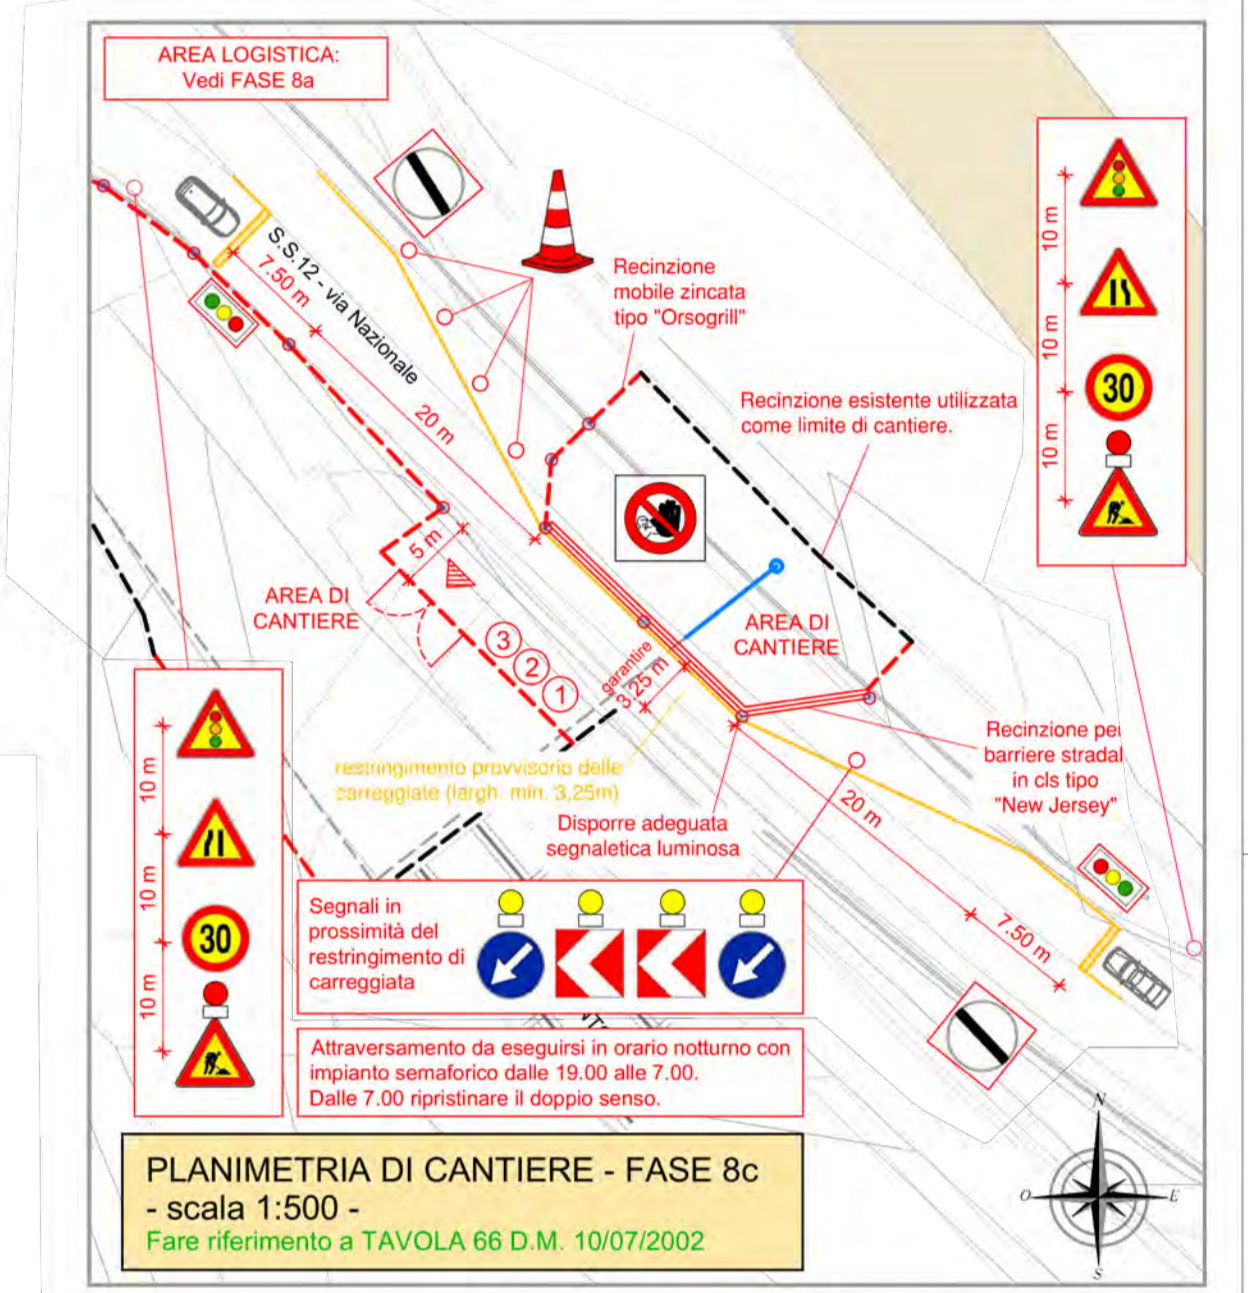 AREA LOGISTICA:
Vedi FASE 8a
S.S.12 - via Nazionale
7.50 m
20 m
Recinzione
mobile zincata
tipo "Orsogrill"
Recinzione esistente utilizzata
come limite di cantiere.
10 m
10 m
30
10 m
5 m
AREA DI
CANTIERE
3
2
1
garantire
3,25 m
AREA DI
CANTIERE
restringimento provvisorio delle
carreggiate (largh. min. 3,25m)
Disporre adeguata
segnaletica luminosa
Recinzione per
barriere stradal
in cls tipo
"New Jersey"
20 m
7.50 m
10 m
10 m
30
10 m
Segnali in
prossimità del
restringimento di
carreggiata
Attraversamento da eseguirsi in orario notturno con
impianto semaforico dalle 19.00 alle 7.00.
Dalle 7.00 ripristinare il doppio senso.
PLANIMETRIA DI CANTIERE - FASE 8c
- scala 1:500 -
Fare riferimento a TAVOLA 66 D.M. 10/07/2002
N
O
E
S